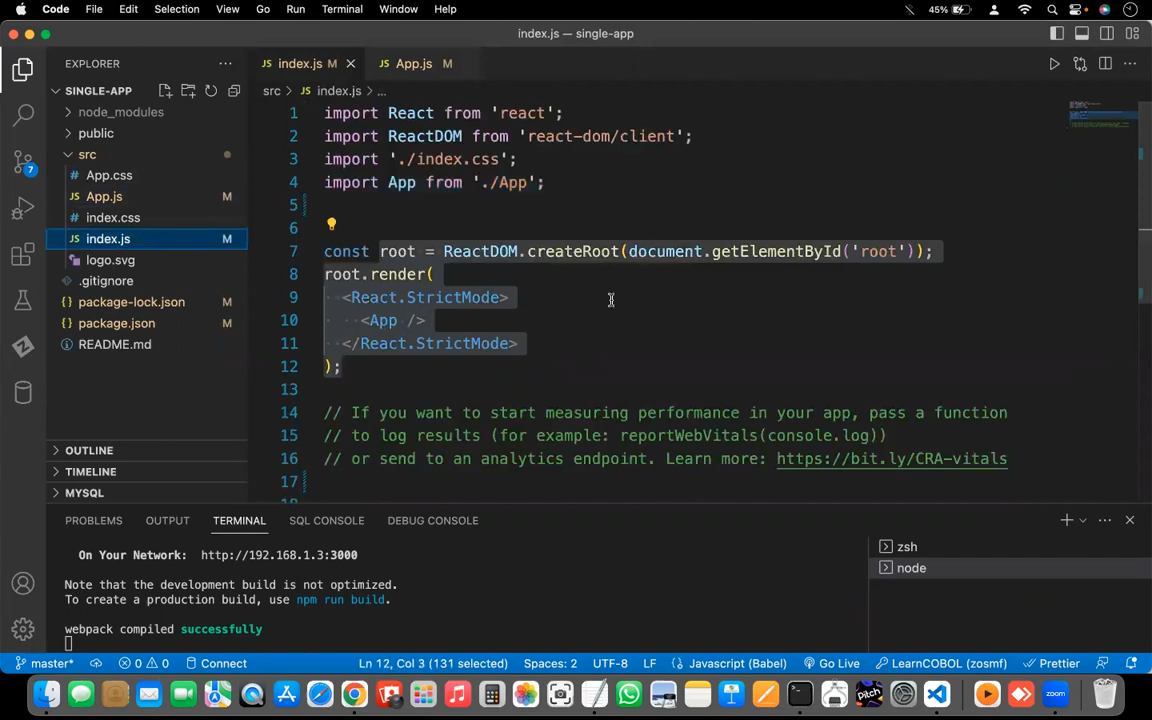 Code File Edit Selection View Go Run Terminal Window Help 45%
index.js — single-app
EXPLORER
index.js M
App.js M
SINGLE-APP
src > index.js > ...
node_modules
public
src
App.css
App.js M
index.css
index.js M
logo.svg
.gitignore
package-lock.json M
package.json M
README.md
OUTLINE
TIMELINE
MYSQL
7
1 import React from 'react';
2 import ReactDOM from 'react-dom/client';
3 import './index.css';
4 import App from './App';
5
6
7 const root = ReactDOM.createRoot(document.getElementById('root'));
8 root.render(
9 <React.StrictMode>
10 <App />
11 </React.StrictMode>
12 );
13
14 // If you want to start measuring performance in your app, pass a function
15 // to log results (for example: reportWebVitals(console.log))
16 // or send to an analytics endpoint. Learn more: https://bit.ly/CRA-vitals
17
PROBLEMS OUTPUT TERMINAL SQL CONSOLE DEBUG CONSOLE
On Your Network: http://192.168.1.3:3000
Note that the development build is not optimized.
To create a production build, use npm run build.
webpack compiled successfully
zsh
node
master* 0 0 Connect Ln 12, Col 3 (131 selected) Spaces: 2 UTF-8 LF Javascript (Babel) Go Live LearnCOBOL (zosmf) Prettier
Pitch
zoom